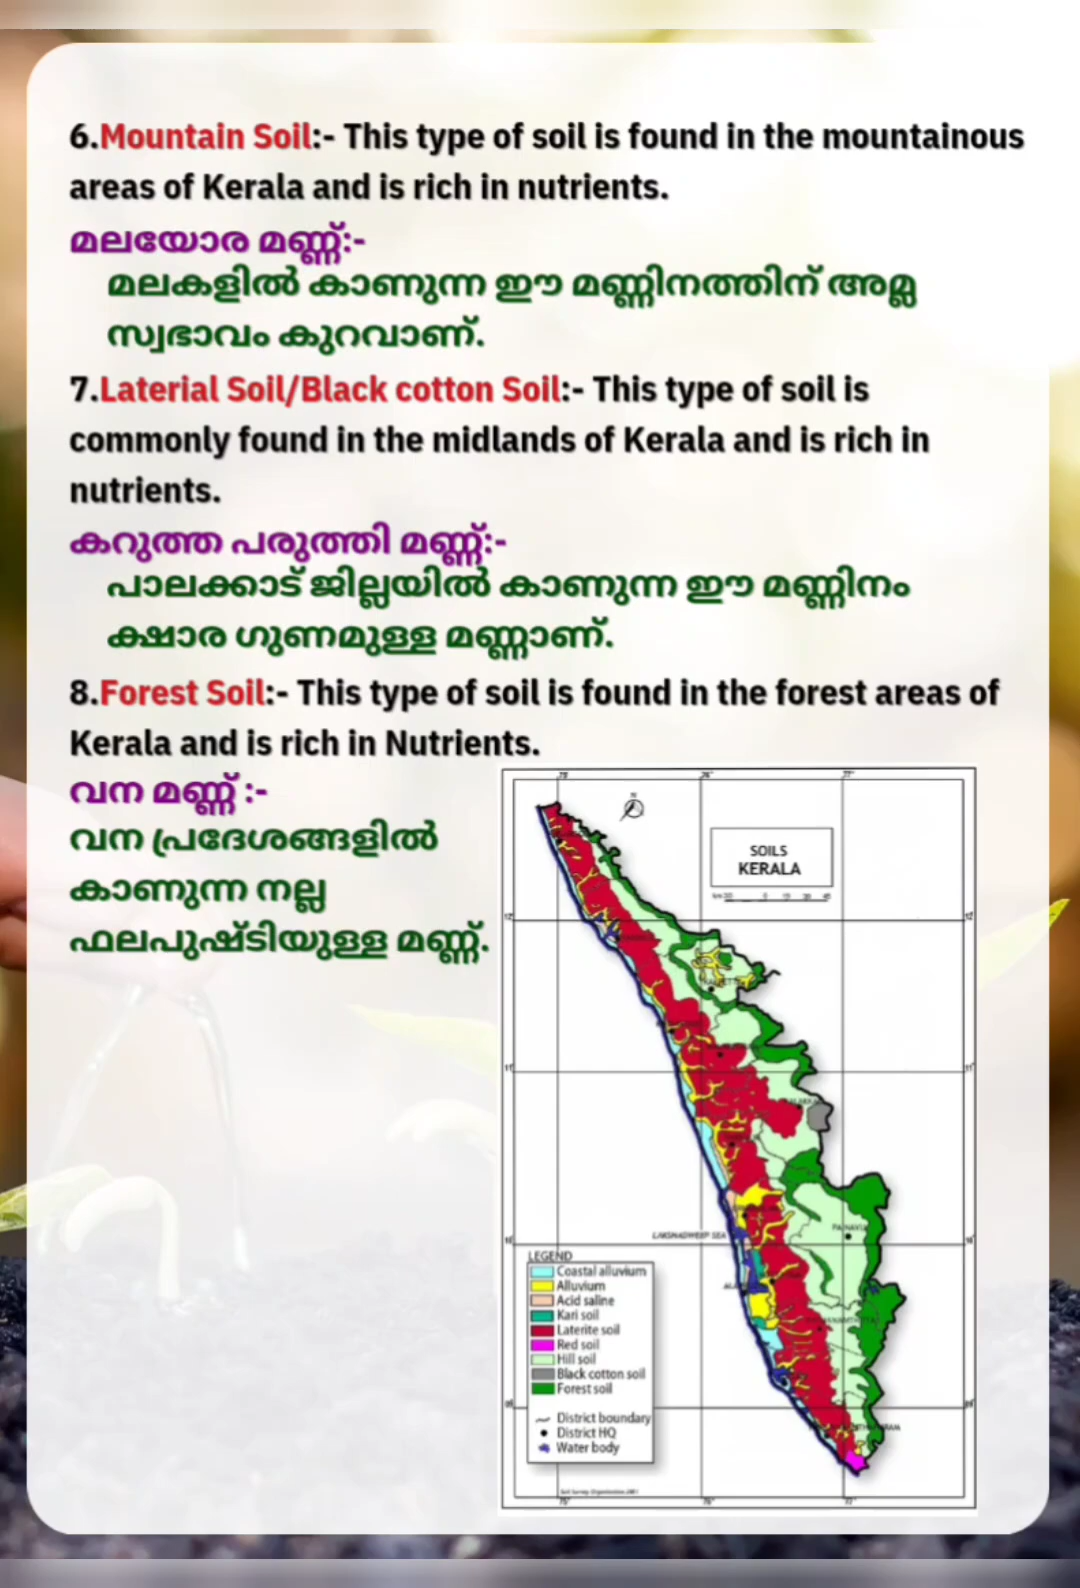 6.Mountain Soil:- This type of soil is found in the mountainous
areas of Kerala and is rich in nutrients.
മലയോര മണ്ണ്:-
മലകളിൽ കാണുന്ന ഈ മണ്ണിനത്തിന് അമ്ല
സ്വഭാവം കുറവാണ്.
7.Laterial Soil/Black cotton Soil:- This type of soil is
commonly found in the midlands of Kerala and is rich in
nutrients.
കറുത്ത പരുത്തി മണ്ണ്:-
പാലക്കാട് ജില്ലയിൽ കാണുന്ന ഈ മണ്ണിനം
ക്ഷാര ഗുണമുള്ള മണ്ണാണ്.
8.Forest Soil:- This type of soil is found in the forest areas of
Kerala and is rich in Nutrients.
വന മണ്ണ് :-
വന പ്രദേശങ്ങളിൽ
കാണുന്ന നല്ല
ഫലപുഷ്ടിയുള്ള മണ്ണ്.
N
SOILS
KERALA
LAKSHADWEEP SEA
LEGEND
Coastal alluvium
Alluvium
Acid saline
Kari soil
Laterite soil
Red soil
Hill soil
Black cotton soil
Forest soil
District boundary
District HQ
Water body